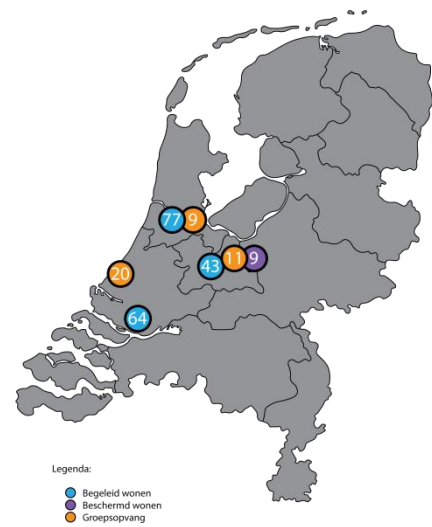 77 9
43 11 9
20
64
Legenda:
Begeleid wonen
Beschermd wonen
Groepsopvang